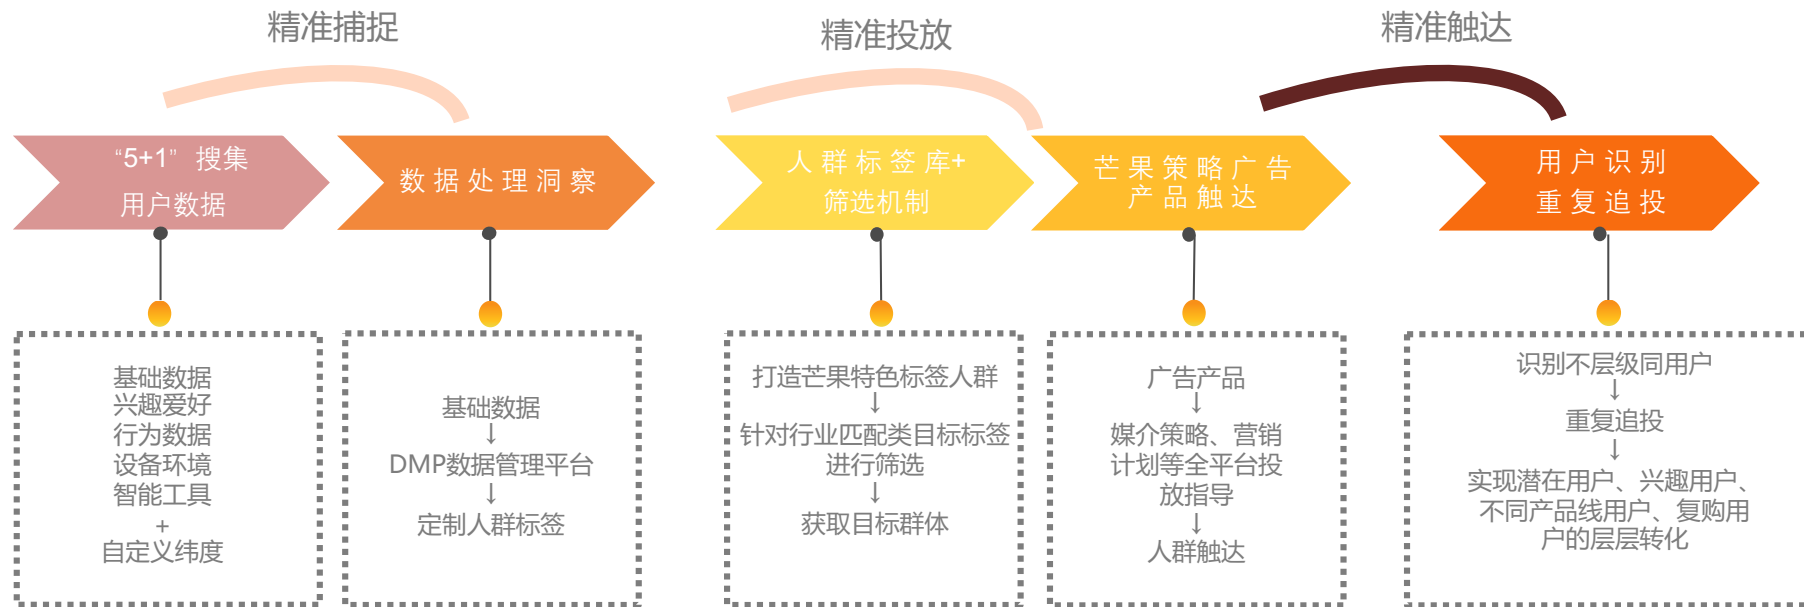 精准捕捉
精准投放
精准触达
“5+1” 搜集
用户数据
数据处理洞察
人群标签库+
筛选机制
芒果策略广告
产品触达
用户识别
重复追投
基础数据
兴趣爱好
行为数据
设备环境
智能工具
+
自定义纬度
基础数据
↓
DMP数据管理平台
↓
定制人群标签
打造芒果特色标签人群
↓
针对行业匹配类目标标签
进行筛选
↓
获取目标群体
广告产品
↓
媒介策略、营销
计划等全平台投
放指导
↓
人群触达
识别不层级同用户
↓
重复追投
↓
实现潜在用户、兴趣用户、
不同产品线用户、复购用
户的层层转化